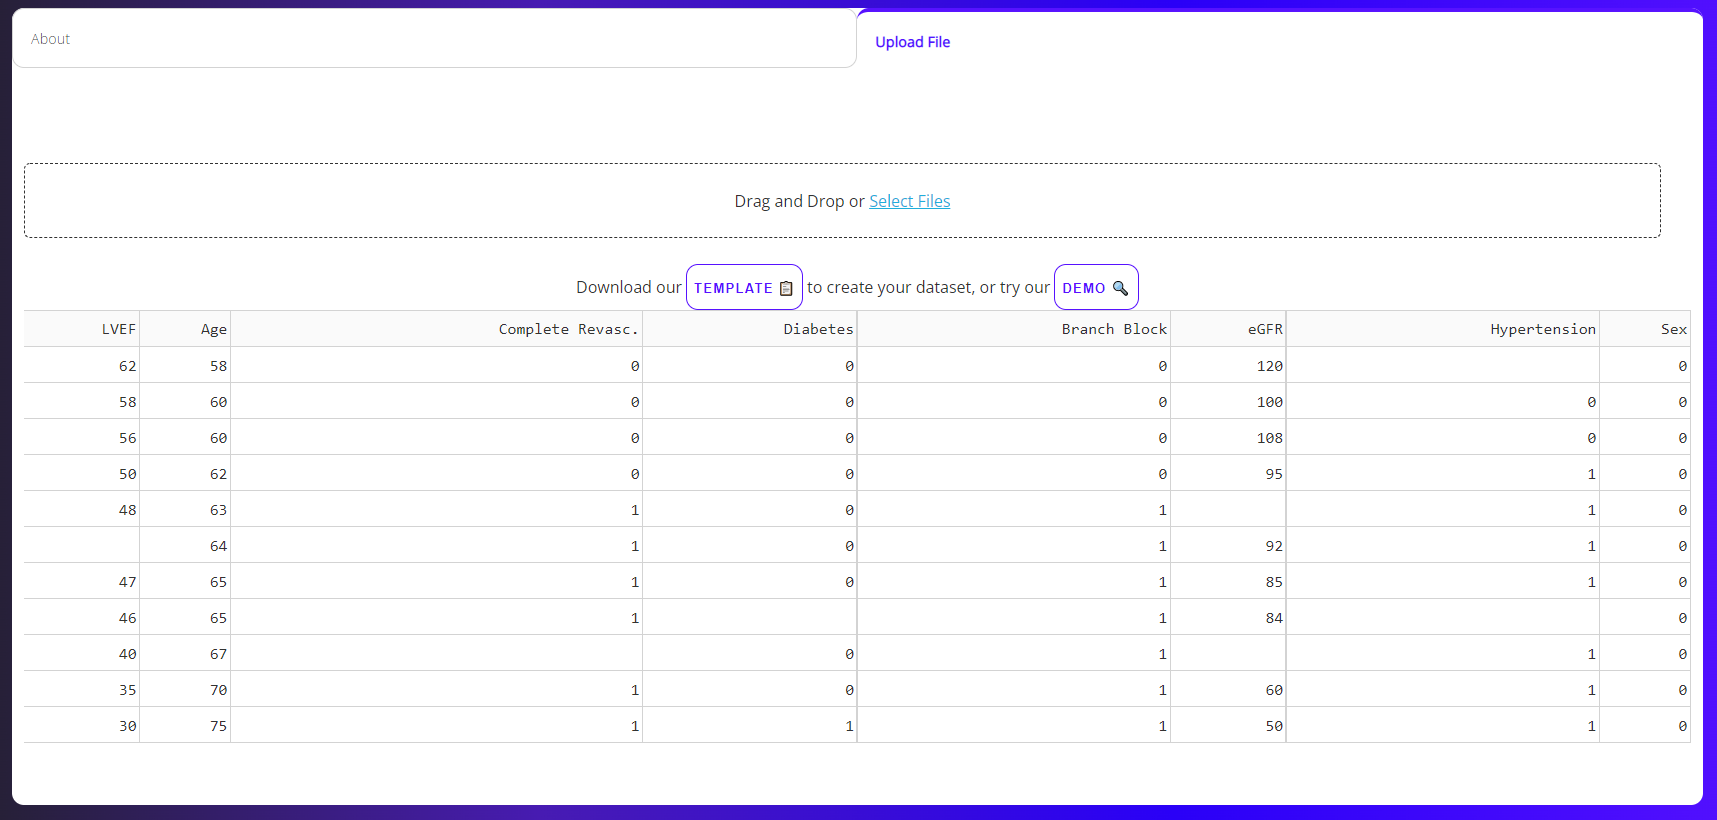 About
Upload File
Drag and Drop or Select Files
Download our TEMPLATE 📋 to create your dataset, or try our DEMO 🔍
LVEF Age Complete Revasc. Diabetes Branch Block eGFR Hypertension Sex
62 58 0 0 0 120 0
58 60 0 0 0 100 0 0
56 60 0 0 0 108 0 0
50 62 0 0 0 95 1 0
48 63 1 0 1 1 0
64 1 0 1 92 1 0
47 65 1 0 1 85 1 0
46 65 1 1 84 0
40 67 0 1 1 0
35 70 1 0 1 60 1 0
30 75 1 1 1 50 1 0